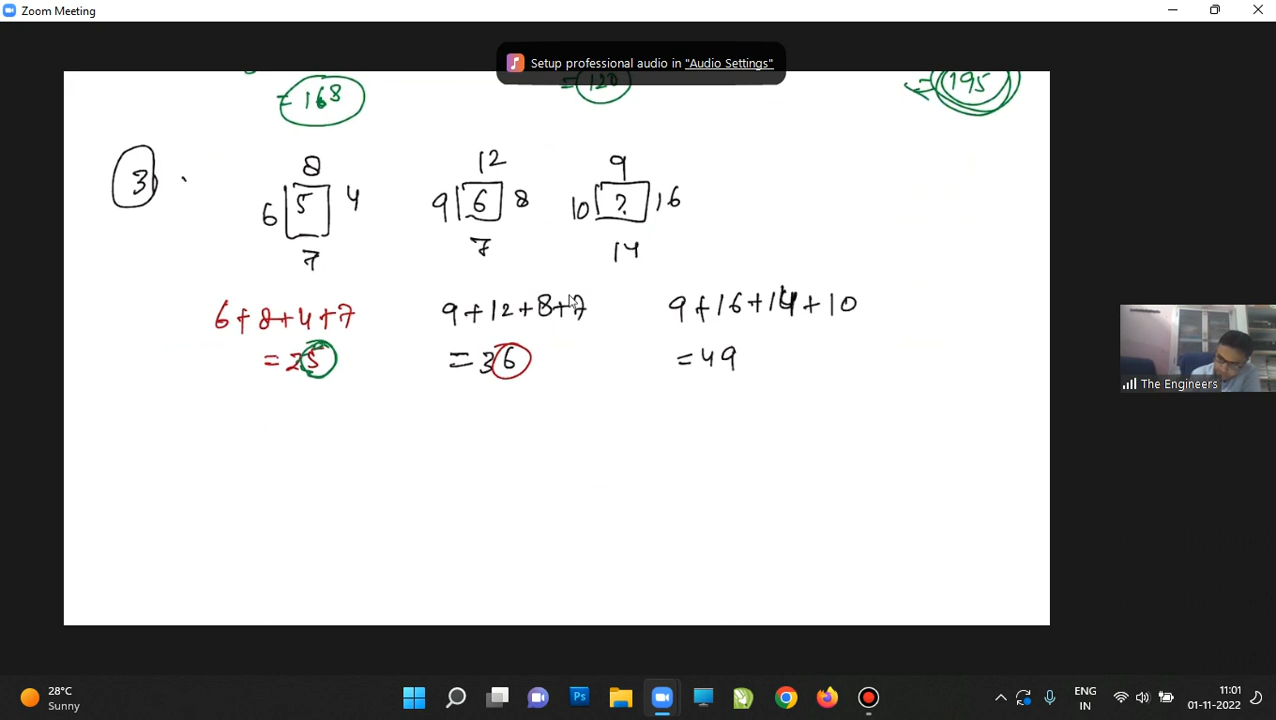 Zoom Meeting
Setup professional audio in "Audio Settings"
= 168
= 120
= 195
3 .
8 12 9
6 5 4 9 6 8 10 ? 16
7 7 14
6+8+4+7 9+12+8+7 9+16+14+10
= 25 = 36 = 49
The Engineers
28°C
Sunny
Ps
ENG
IN
11:01
01-11-2022